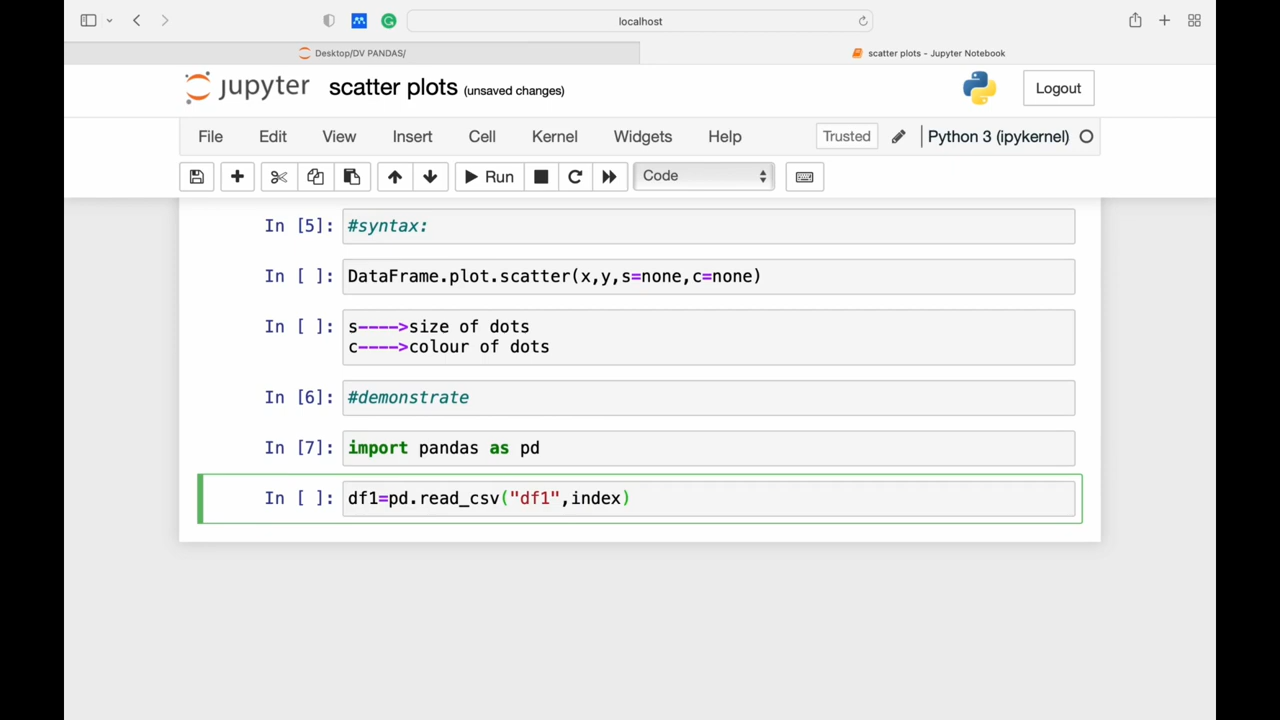 localhost
Desktop/DV PANDAS/
scatter plots - Jupyter Notebook
jupyter scatter plots (unsaved changes)
Logout
File Edit View Insert Cell Kernel Widgets Help Trusted Python 3 (ipykernel)
Run Code
In [5]: #syntax:
In [ ]: DataFrame.plot.scatter(x,y,s=none,c=none)
In [ ]: s---->size of dots
c---->colour of dots
In [6]: #demonstrate
In [7]: import pandas as pd
In [ ]: df1=pd.read_csv("df1",index)